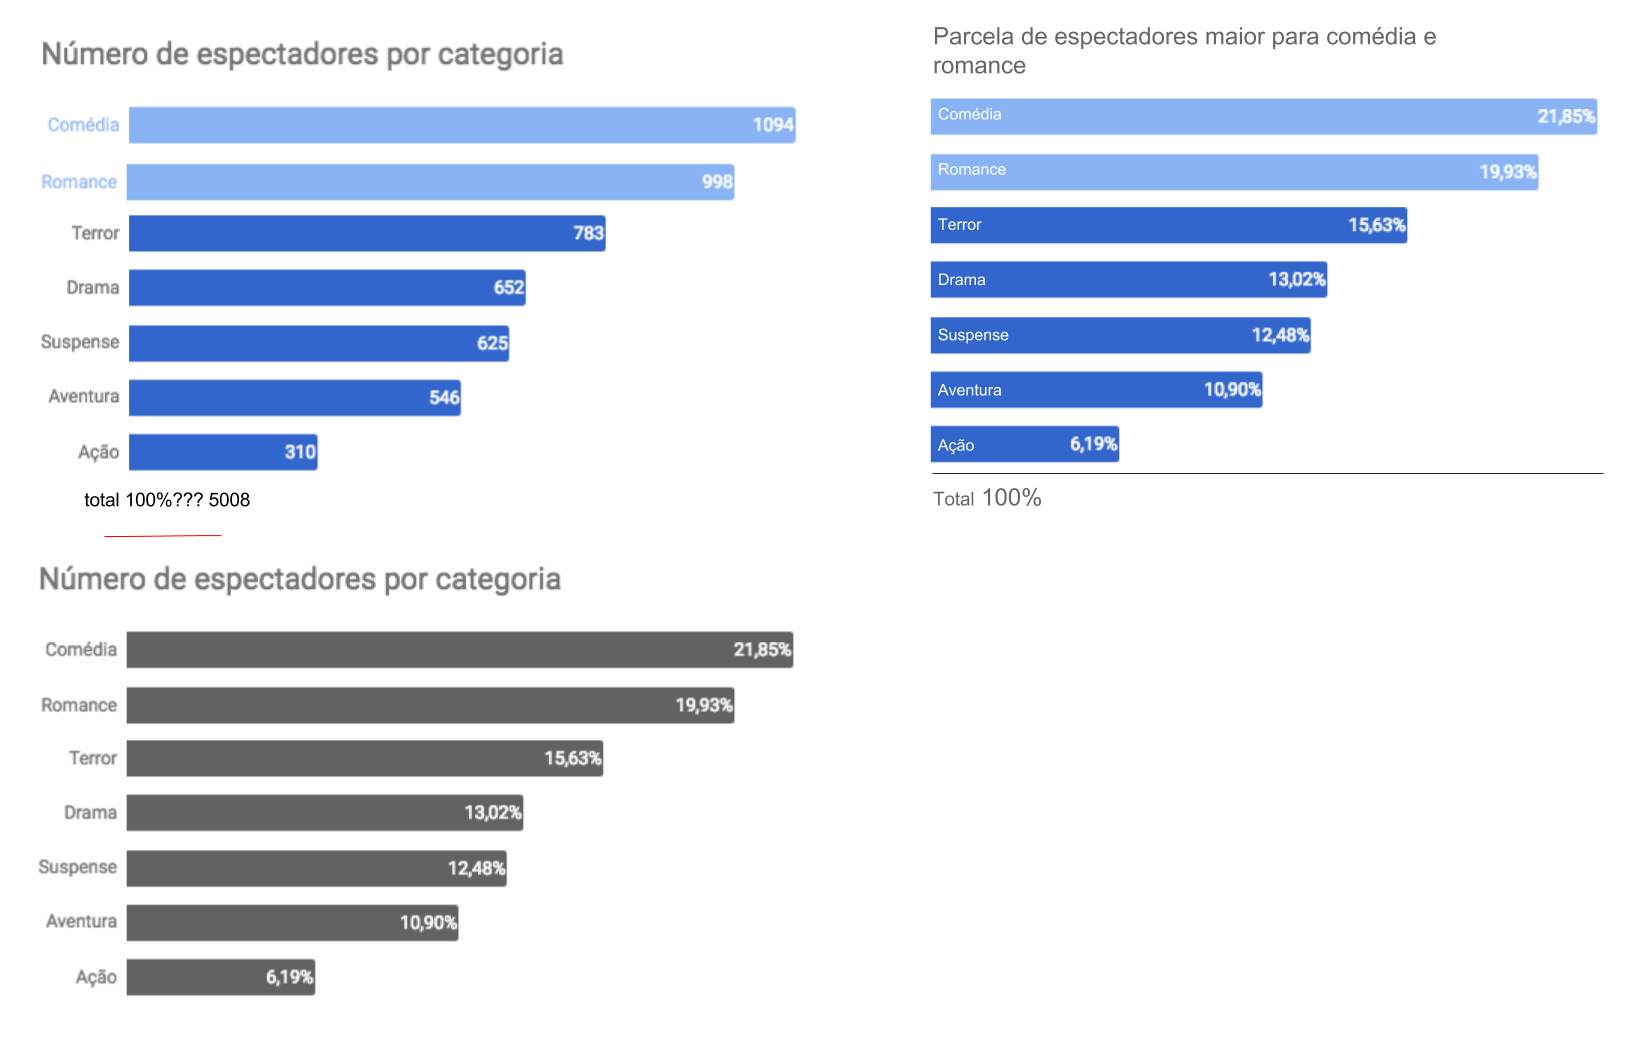 Número de espectadores por categoria
Comédia 1094
Romance 998
Terror 783
Drama 652
Suspense 625
Aventura 546
Ação 310
total 100%??? 5008
Parcela de espectadores maior para comédia e
romance
Comédia 21,85%
Romance 19,93%
Terror 15,63%
Drama 13,02%
Suspense 12,48%
Aventura 10,90%
Ação 6,19%
Total 100%
Número de espectadores por categoria
Comédia 21,85%
Romance 19,93%
Terror 15,63%
Drama 13,02%
Suspense 12,48%
Aventura 10,90%
Ação 6,19%